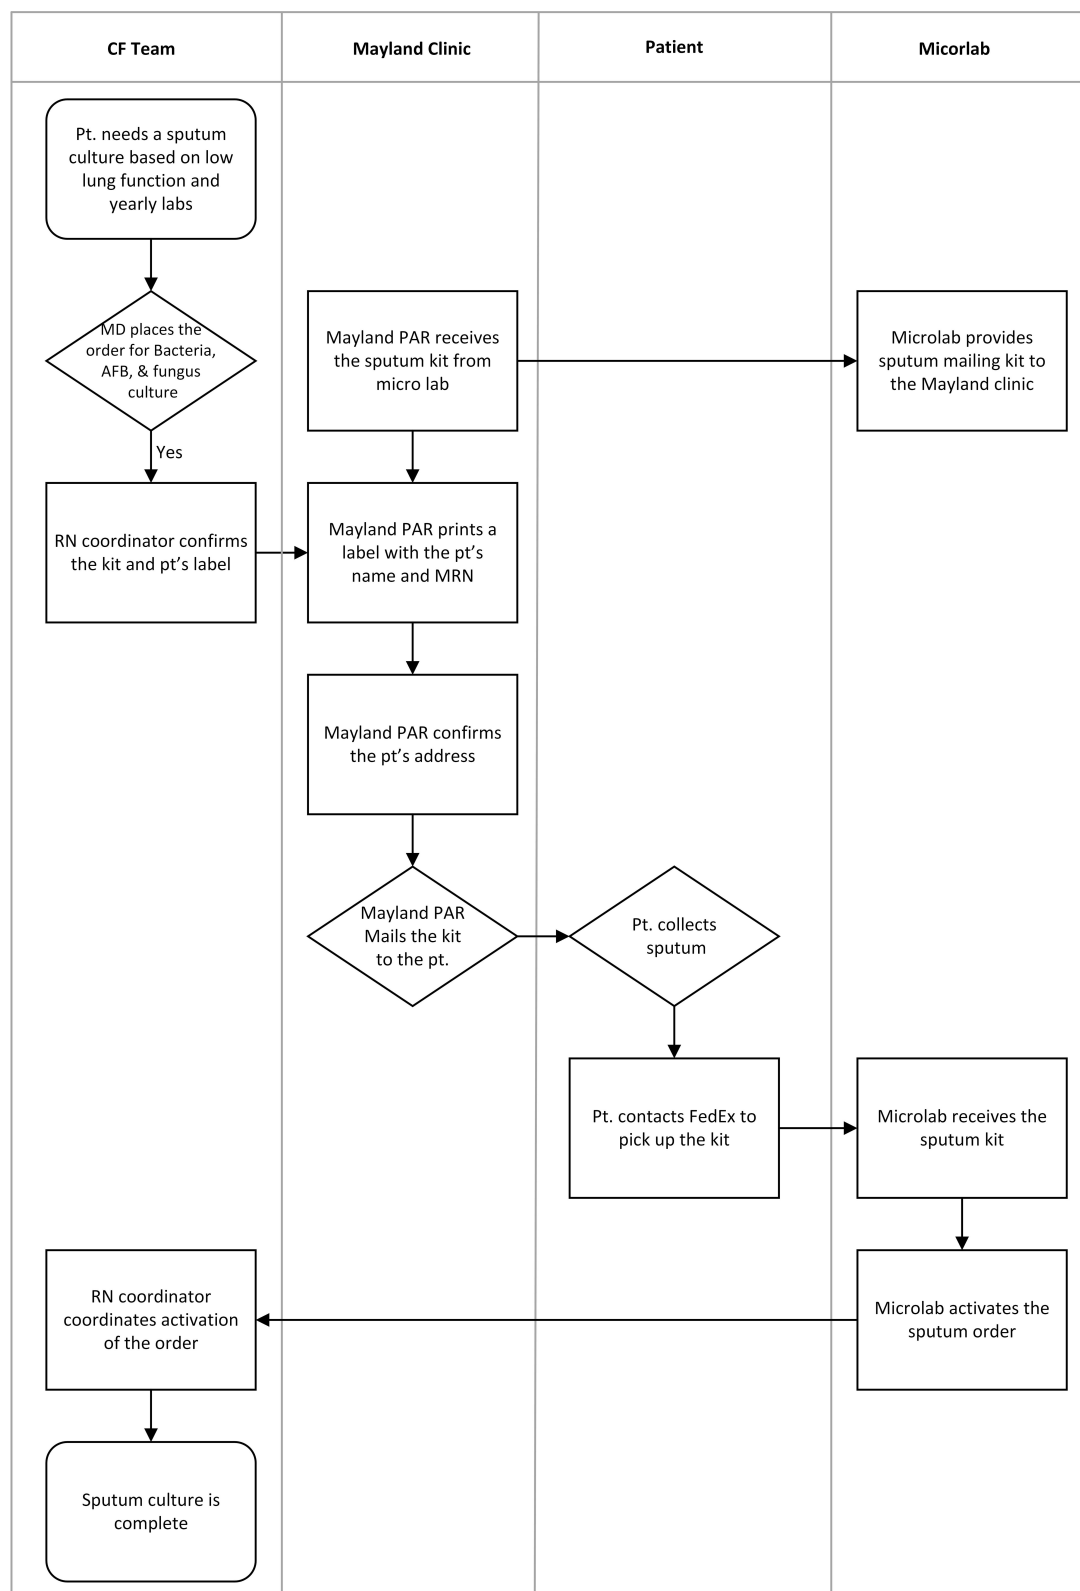 CF Team
Mayland Clinic
Patient
Micorlab
Pt. needs a sputum
culture based on low
lung function and
yearly labs
MD places the
order for Bacteria,
AFB, & fungus
culture
Mayland PAR receives
the sputum kit from
micro lab
Microlab provides
sputum mailing kit to
the Mayland clinic
Yes
RN coordinator confirms
the kit and pt’s label
Mayland PAR prints a
label with the pt’s
name and MRN
Mayland PAR confirms
the pt’s address
Mayland PAR
Mails the kit
to the pt.
Pt. collects
sputum
Pt. contacts FedEx to
pick up the kit
Microlab receives the
sputum kit
RN coordinator
coordinates activation
of the order
Microlab activates the
sputum order
Sputum culture is
complete